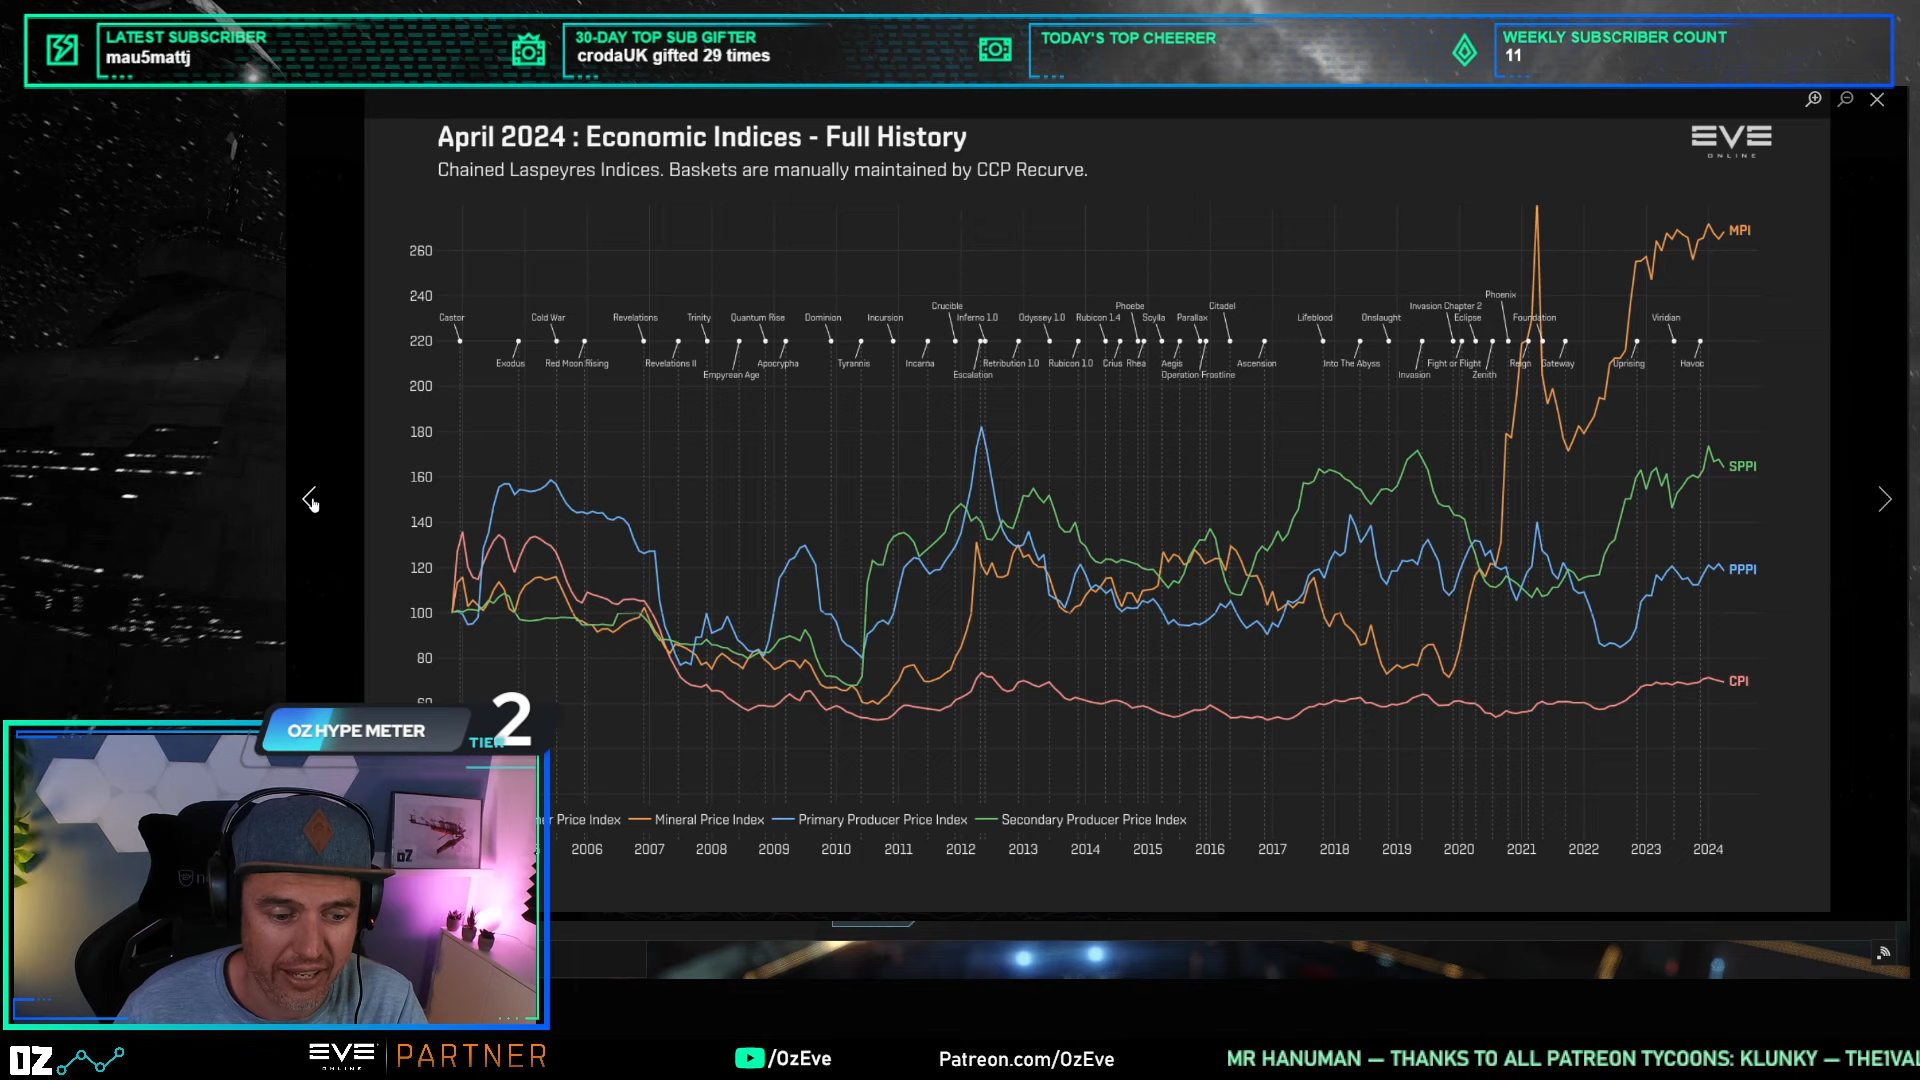 LATEST SUBSCRIBER
mau5mattj
30-DAY TOP SUB GIFTER
crodaUK gifted 29 times
TODAY'S TOP CHEERER
WEEKLY SUBSCRIBER COUNT
11
April 2024 : Economic Indices - Full History
EVE
ONLINE
Chained Laspeyres Indices. Baskets are manually maintained by CCP Recurve.
260
240
220
200
180
160
140
120
100
80
60
MPI
SPPI
PPPI
CPI
Phoenix
Crucible Phoebe Citadel Invasion Chapter 2
Castor Cold War Revelations Trinity Quantum Rise Dominion Incursion Inferno 1.0 Odyssey 1.0 Rubicon 1.4 Scylla Parallax Lifeblood Onslaught Eclipse Foundation Viridian
Exodus Red Moon Rising Revelations II Apocrypha Tyrannis Incarna Retribution 1.0 Rubicon 1.0 Crius Rhea Aegis Ascension Into The Abyss Fight or Flight Reign Gateway Uprising Havoc
Empyrean Age Escalation Operation Frostline Invasion Zenith
er Price Index Mineral Price Index Primary Producer Price Index Secondary Producer Price Index
2006 2007 2008 2009 2010 2011 2012 2013 2014 2015 2016 2017 2018 2019 2020 2021 2022 2023 2024
OZ HYPE METER
TIER 2
OZ
OZ
EVE
ONLINE
PARTNER
/OzEve
Patreon.com/OzEve
MR HANUMAN — THANKS TO ALL PATREON TYCOONS: KLUNKY — THE1VAL